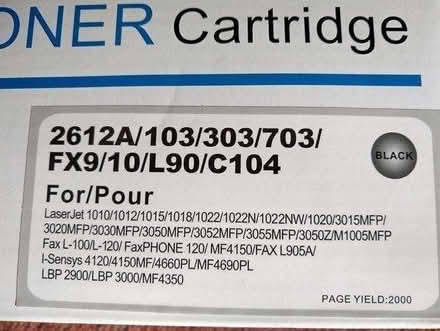 ONER Cartridge
2612A/103/303/703/
FX9/10/L90/C104
BLACK
For/Pour
LaserJet 1010/1012/1015/1018/1022/1022N/1022NW/1020/3015MFP/
3020MFP/3030MFP/3050MFP/3052MFP/3055MFP/3050Z/M1005MFP
Fax L-100/L-120/ FaxPHONE 120/ MF4150/FAX L905A/
I-Sensys 4120/4150MF/4660PL/MF4690PL
LBP 2900/LBP 3000/MF4350
PAGE YIELD:2000